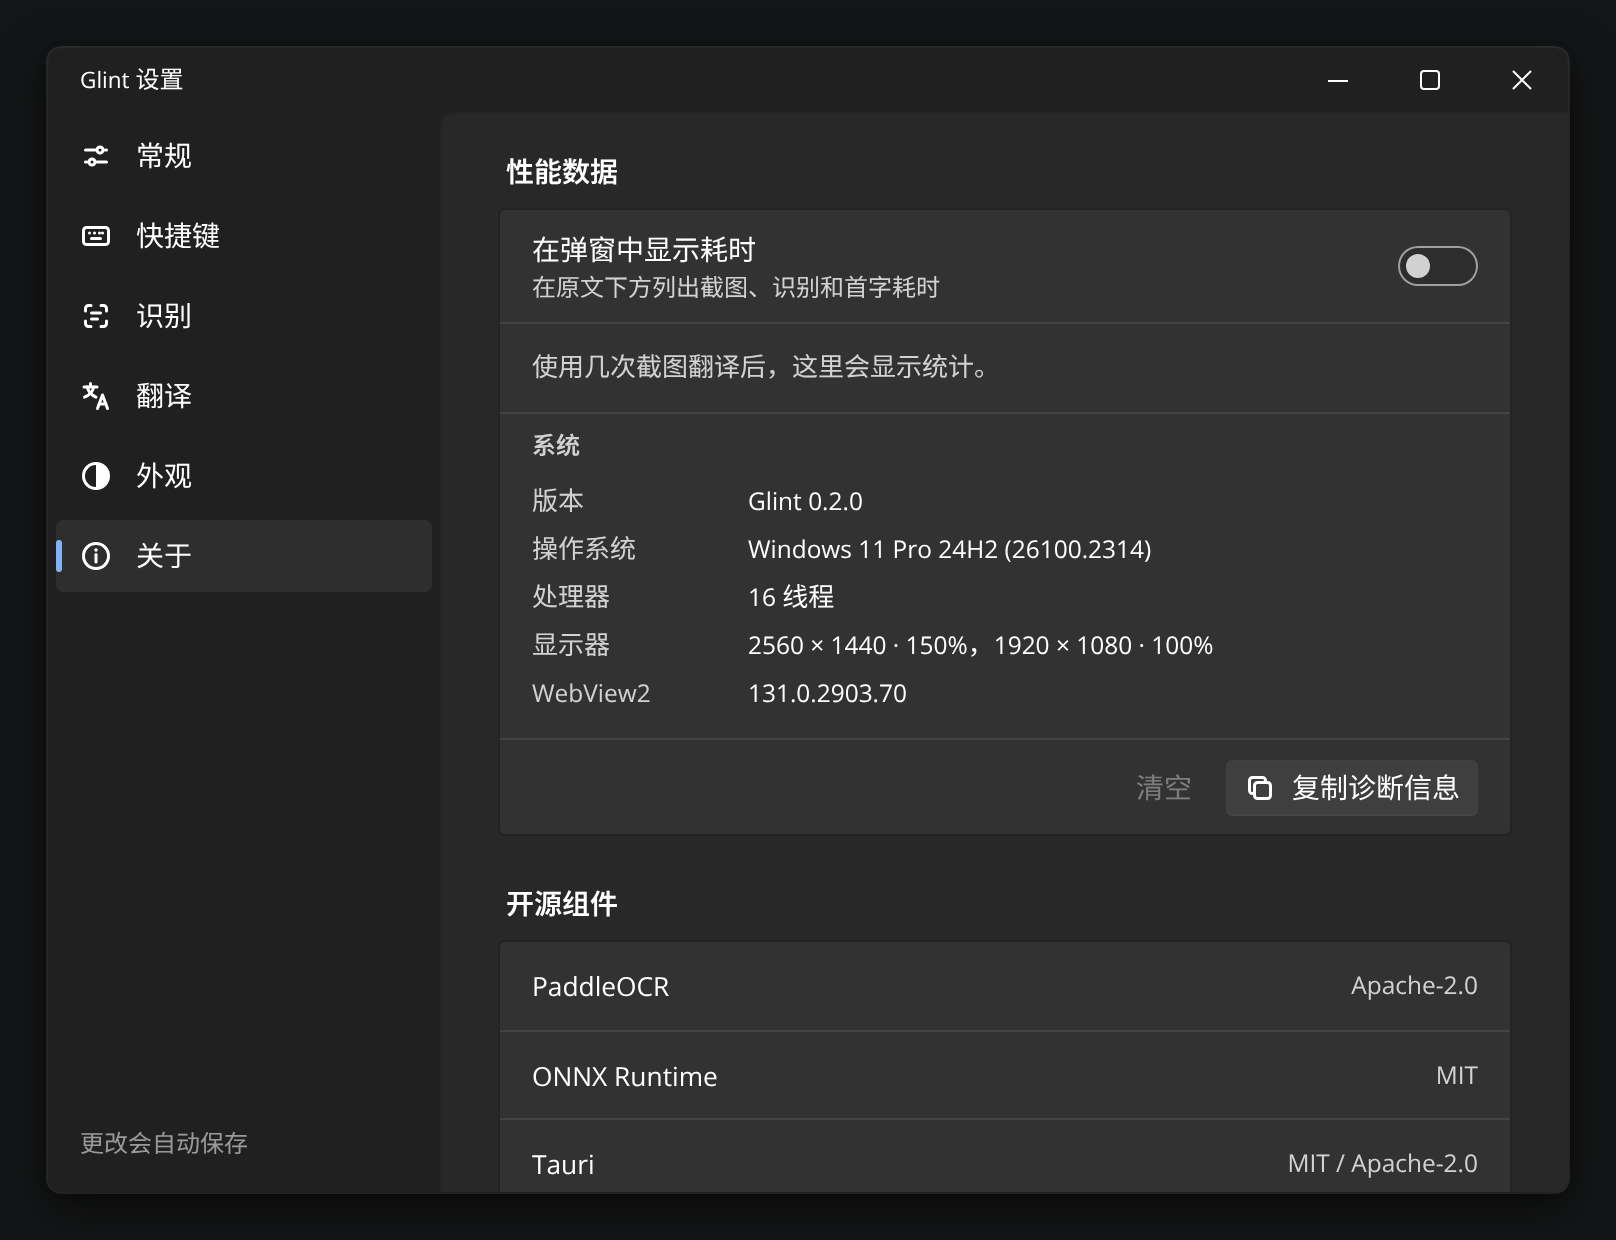 Glint 设置
常规
快捷键
识别
翻译
外观
关于
更改会自动保存
性能数据
在弹窗中显示耗时
在原文下方列出截图、识别和首字耗时
使用几次截图翻译后，这里会显示统计。
系统
版本 Glint 0.2.0
操作系统 Windows 11 Pro 24H2 (26100.2314)
处理器 16 线程
显示器 2560 × 1440 · 150%，1920 × 1080 · 100%
WebView2 131.0.2903.70
清空 复制诊断信息
开源组件
PaddleOCR Apache-2.0
ONNX Runtime MIT
Tauri MIT / Apache-2.0